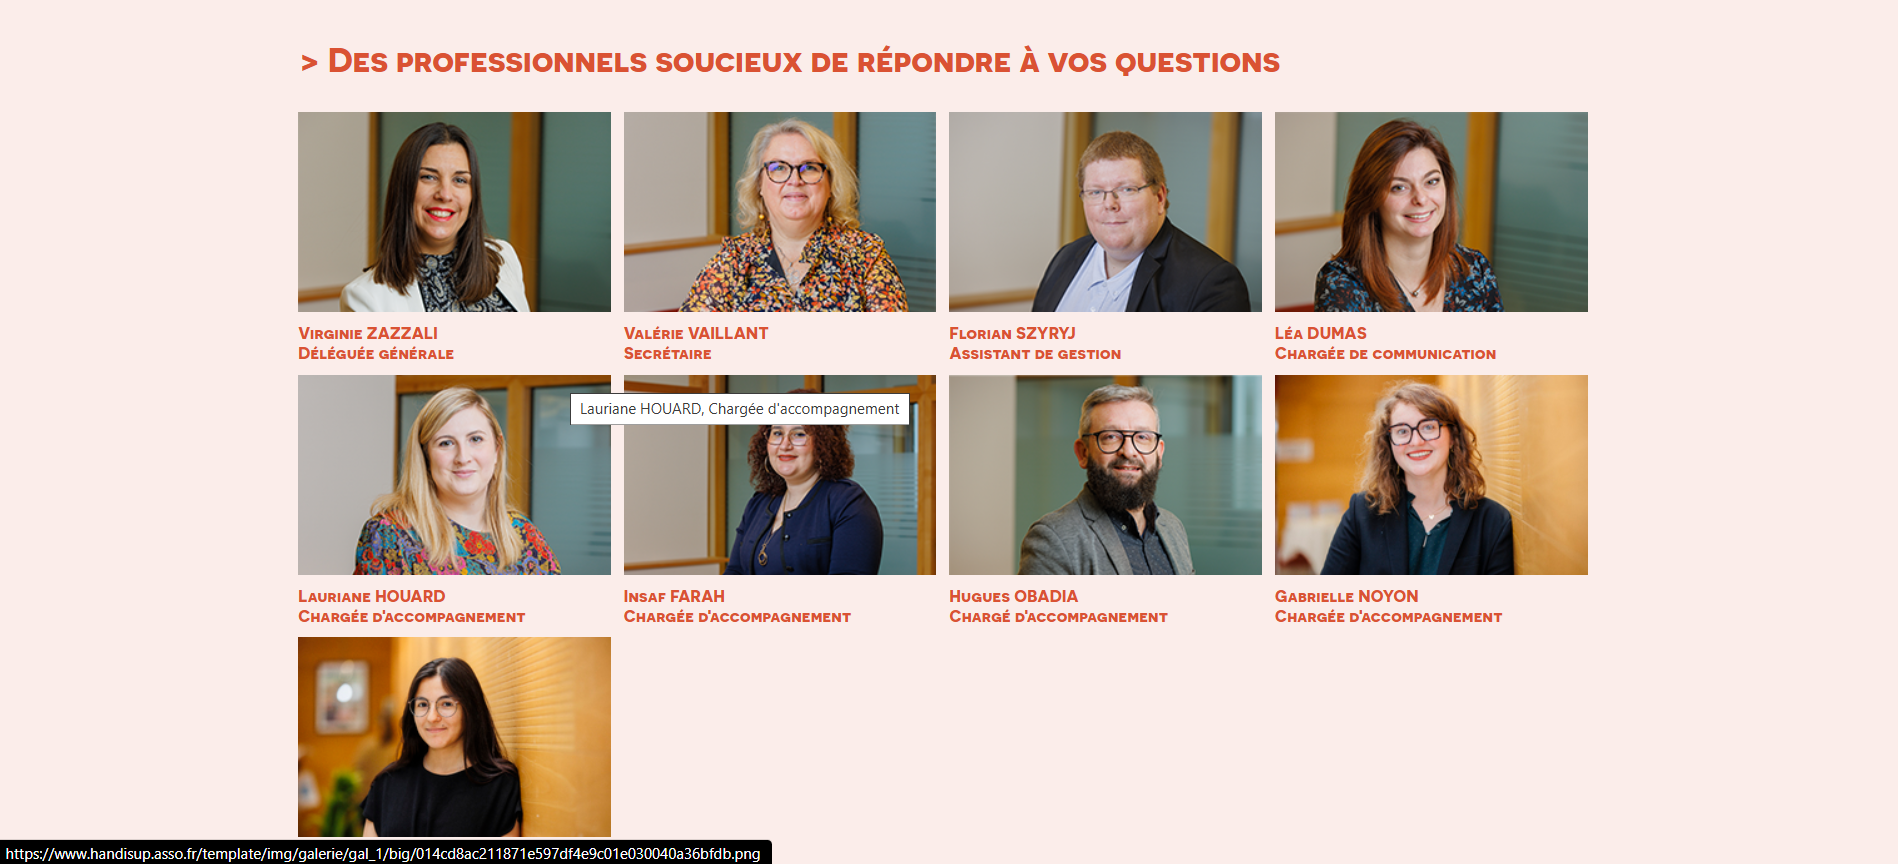 > Des professionnels soucieux de répondre à vos questions
Virginie ZAZZALI
Déléguée générale
Valérie VAILLANT
Secrétaire
Florian SZYRYJ
Assistant de gestion
Léa DUMAS
Chargée de communication
Lauriane HOUARD, Chargée d'accompagnement
Lauriane HOUARD
Chargée d'accompagnement
Insaf FARAH
Chargée d'accompagnement
Hugues OBADIA
Chargé d'accompagnement
Gabrielle NOYON
Chargée d'accompagnement
https://www.handisup.asso.fr/template/img/galerie/gal_1/big/014cd8ac211871e597df4e9c01e030040a36bfdb.png